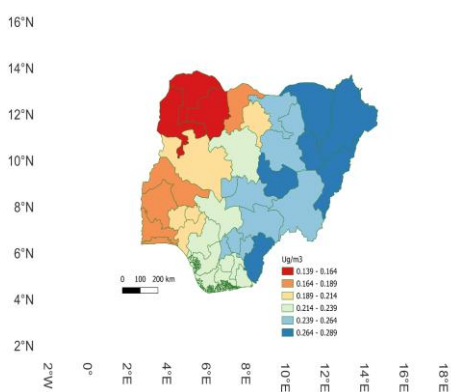 16°N
14°N
12°N
10°N
8°N
6°N
4°N
2°N
Ug/m3
0.139 - 0.164
0.164 - 0.189
0.189 - 0.214
0.214 - 0.239
0.239 - 0.264
0.264 - 0.289
0 100 200 km
2°W 0° 2°E 4°E 6°E 8°E 10°E 12°E 14°E 16°E 18°E